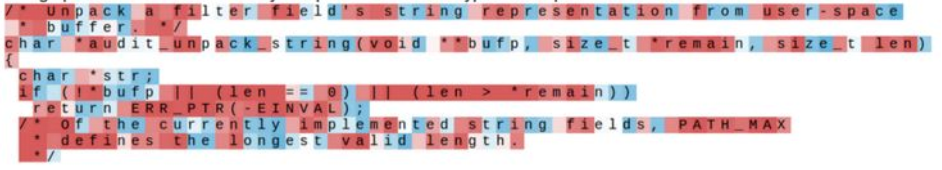 /* Unpack a filter field's string representation from user-space
 * buffer. */
char *audit_unpack_string(void **bufp, size_t *remain, size_t len)
{
 char *str;
 if (!*bufp || (len == 0) || (len > *remain))
  return ERR_PTR(-EINVAL);
 /* Of the currently implemented string fields, PATH_MAX
  * defines the longest valid length.
  */